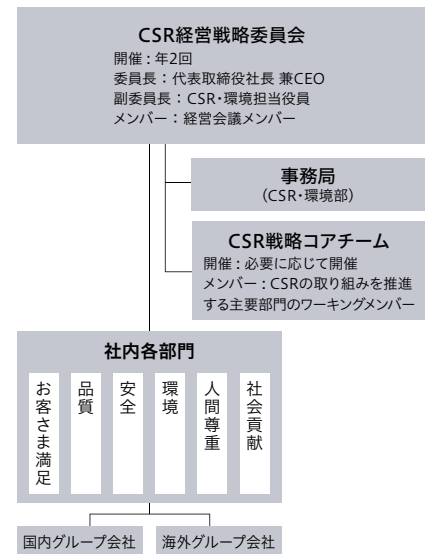 CSR経営戦略委員会
開催：年2回
委員長：代表取締役社長 兼CEO
副委員長：CSR・環境担当役員
メンバー：経営会議メンバー
事務局
(CSR・環境部)
CSR戦略コアチーム
開催：必要に応じて開催
メンバー：CSRの取り組みを推進
する主要部門のワーキングメンバー
社内各部門
お客さま満足
品質
安全
環境
人間尊重
社会貢献
国内グループ会社
海外グループ会社